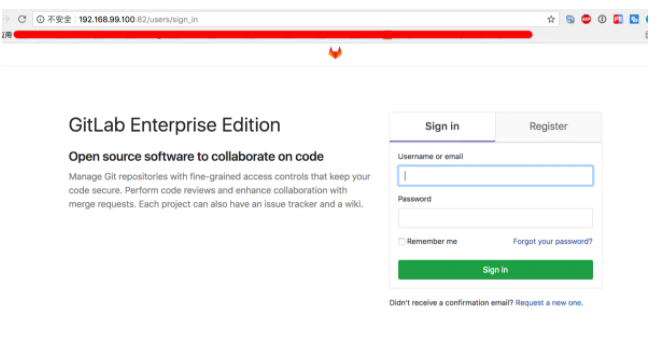 不安全 192.168.99.100:82/users/sign_in
GitLab Enterprise Edition
Open source software to collaborate on code
Manage Git repositories with fine-grained access controls that keep your
code secure. Perform code reviews and enhance collaboration with
merge requests. Each project can also have an issue tracker and a wiki.
Sign in
Register
Username or email
Password
Remember me
Forgot your password?
Sign in
Didn't receive a confirmation email? Request a new one.